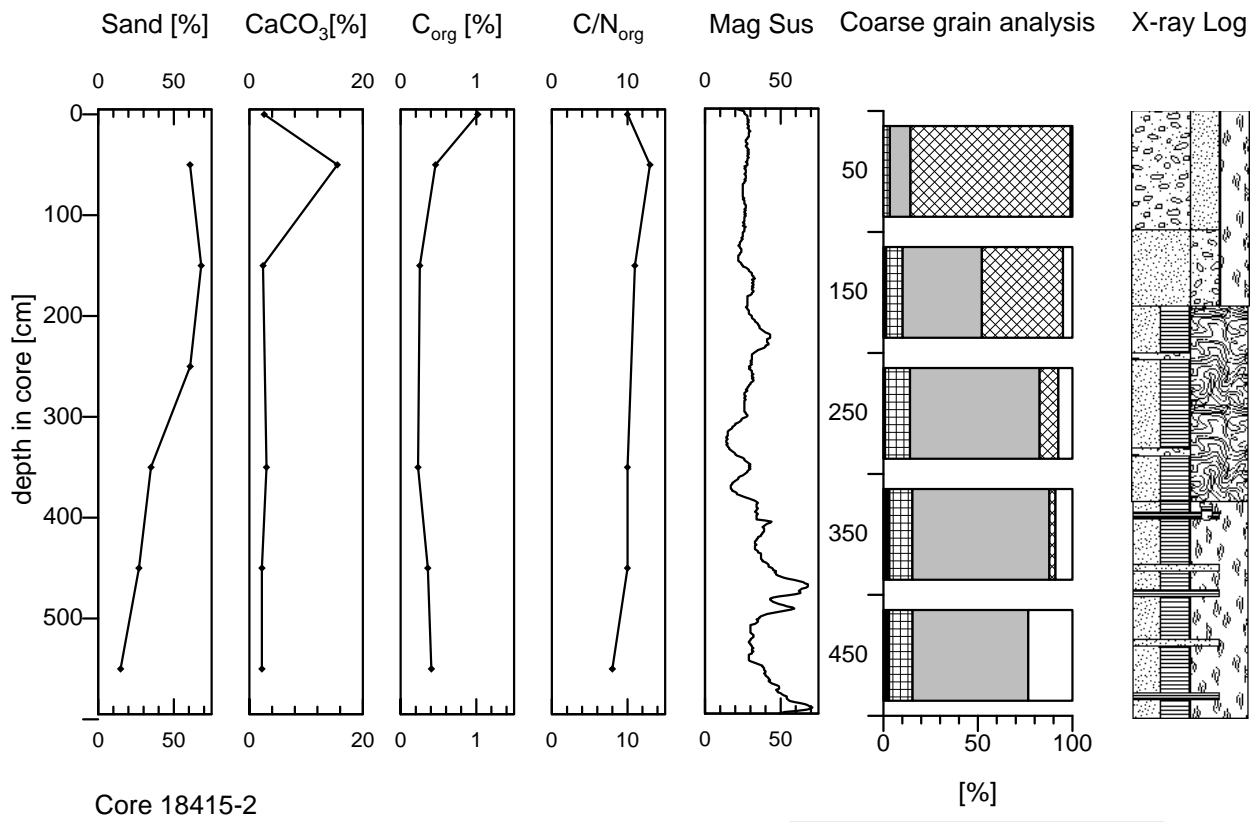 Sand [%] CaCO3[%] Corg [%] C/Norg Mag Sus Coarse grain analysis X-ray Log
0 50 0 20 0 1 0 10 0 50
0
100
200
300
400
500
depth in core [cm]
50
150
250
350
450
0 50 0 20 0 1 0 10 0 50 0 100
[%]
Core 18415-2